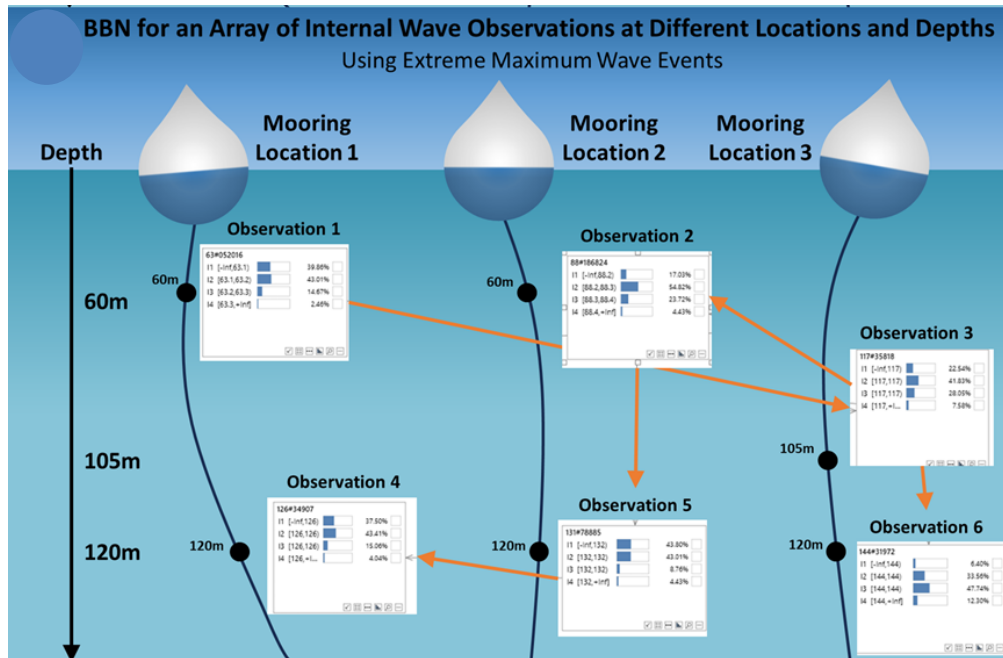 BBN for an Array of Internal Wave Observations at Different Locations and Depths
Using Extreme Maximum Wave Events
Depth
Mooring
Location 1
Mooring
Location 2
Mooring
Location 3
60m
105m
120m
Observation 1
60m
63#052016
I1 [-Inf,63.1) 39.86%
I2 [63.1,63.2) 43.01%
I3 [63.2,63.3) 14.67%
I4 [63.3,+Inf] 2.46%
Observation 2
60m
88#186824
I1 [-Inf,88.2) 17.03%
I2 [88.2,88.3) 54.82%
I3 [88.3,88.4) 23.72%
I4 [88.4,+Inf] 4.43%
Observation 3
105m
117#35818
I1 [-Inf,117) 22.54%
I2 [117,117) 41.83%
I3 [117,117) 28.05%
I4 [117,+I... 7.58%
Observation 4
120m
126#34907
I1 [-Inf,126) 37.50%
I2 [126,126) 43.41%
I3 [126,126) 15.06%
I4 [126,+I... 4.04%
Observation 5
120m
131#78885
I1 [-Inf,132) 43.80%
I2 [132,132) 43.01%
I3 [132,132) 8.76%
I4 [132,+Inf] 4.43%
Observation 6
120m
144#31972
I1 [-Inf,144) 6.40%
I2 [144,144) 33.56%
I3 [144,144) 47.74%
I4 [144,+Inf] 12.30%